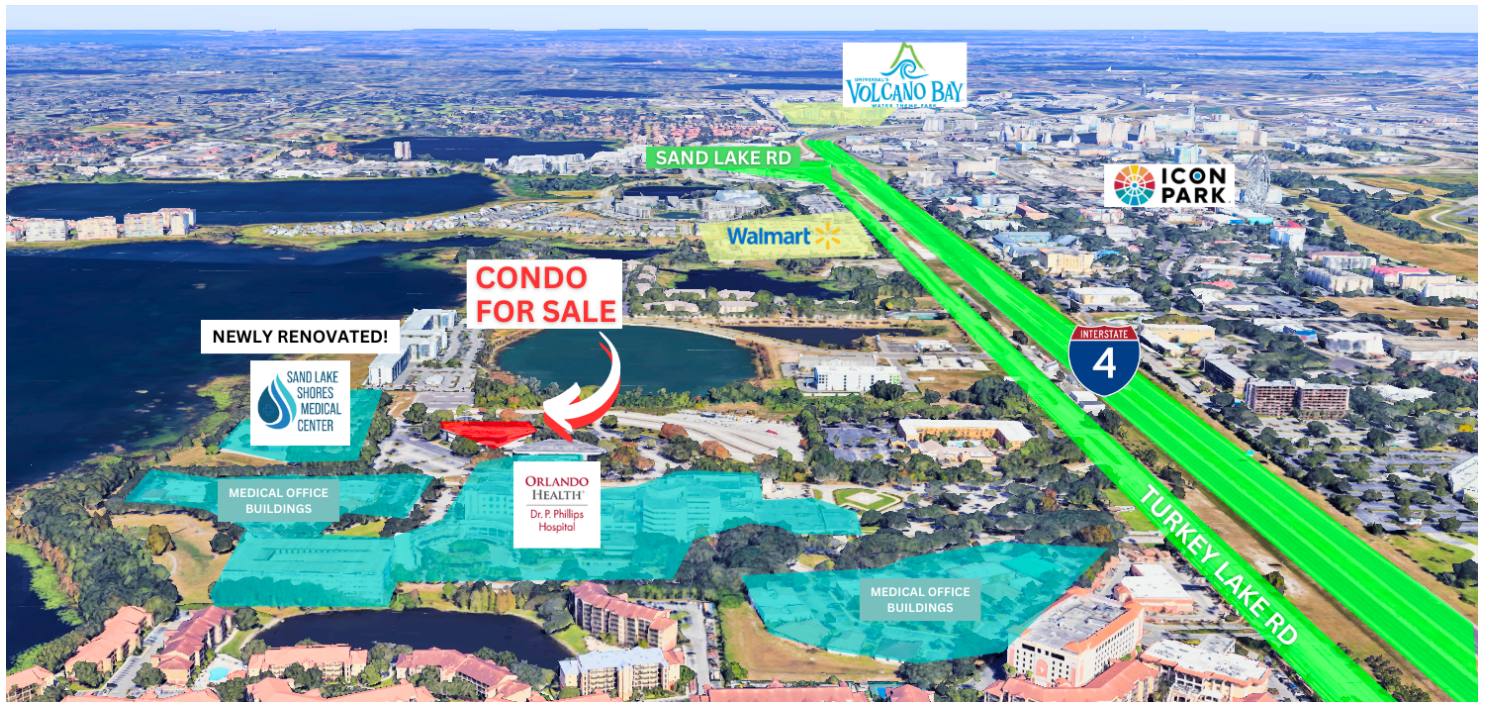 UNIVERSAL'S
VOLCANO BAY
WATER THEME PARK
SAND LAKE RD
ICON
PARK
Walmart
CONDO
FOR SALE
NEWLY RENOVATED!
INTERSTATE
4
SAND LAKE
SHORES
MEDICAL
CENTER
ORLANDO
HEALTH®
Dr. P. Phillips
Hospital
MEDICAL OFFICE
BUILDINGS
TURKEY LAKE RD
MEDICAL OFFICE
BUILDINGS